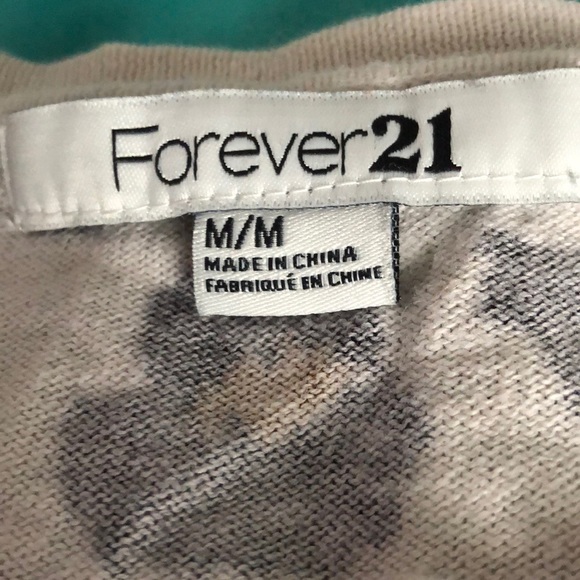 Forever21
M/M
MADE IN CHINA
FABRIQUÉ EN CHINE